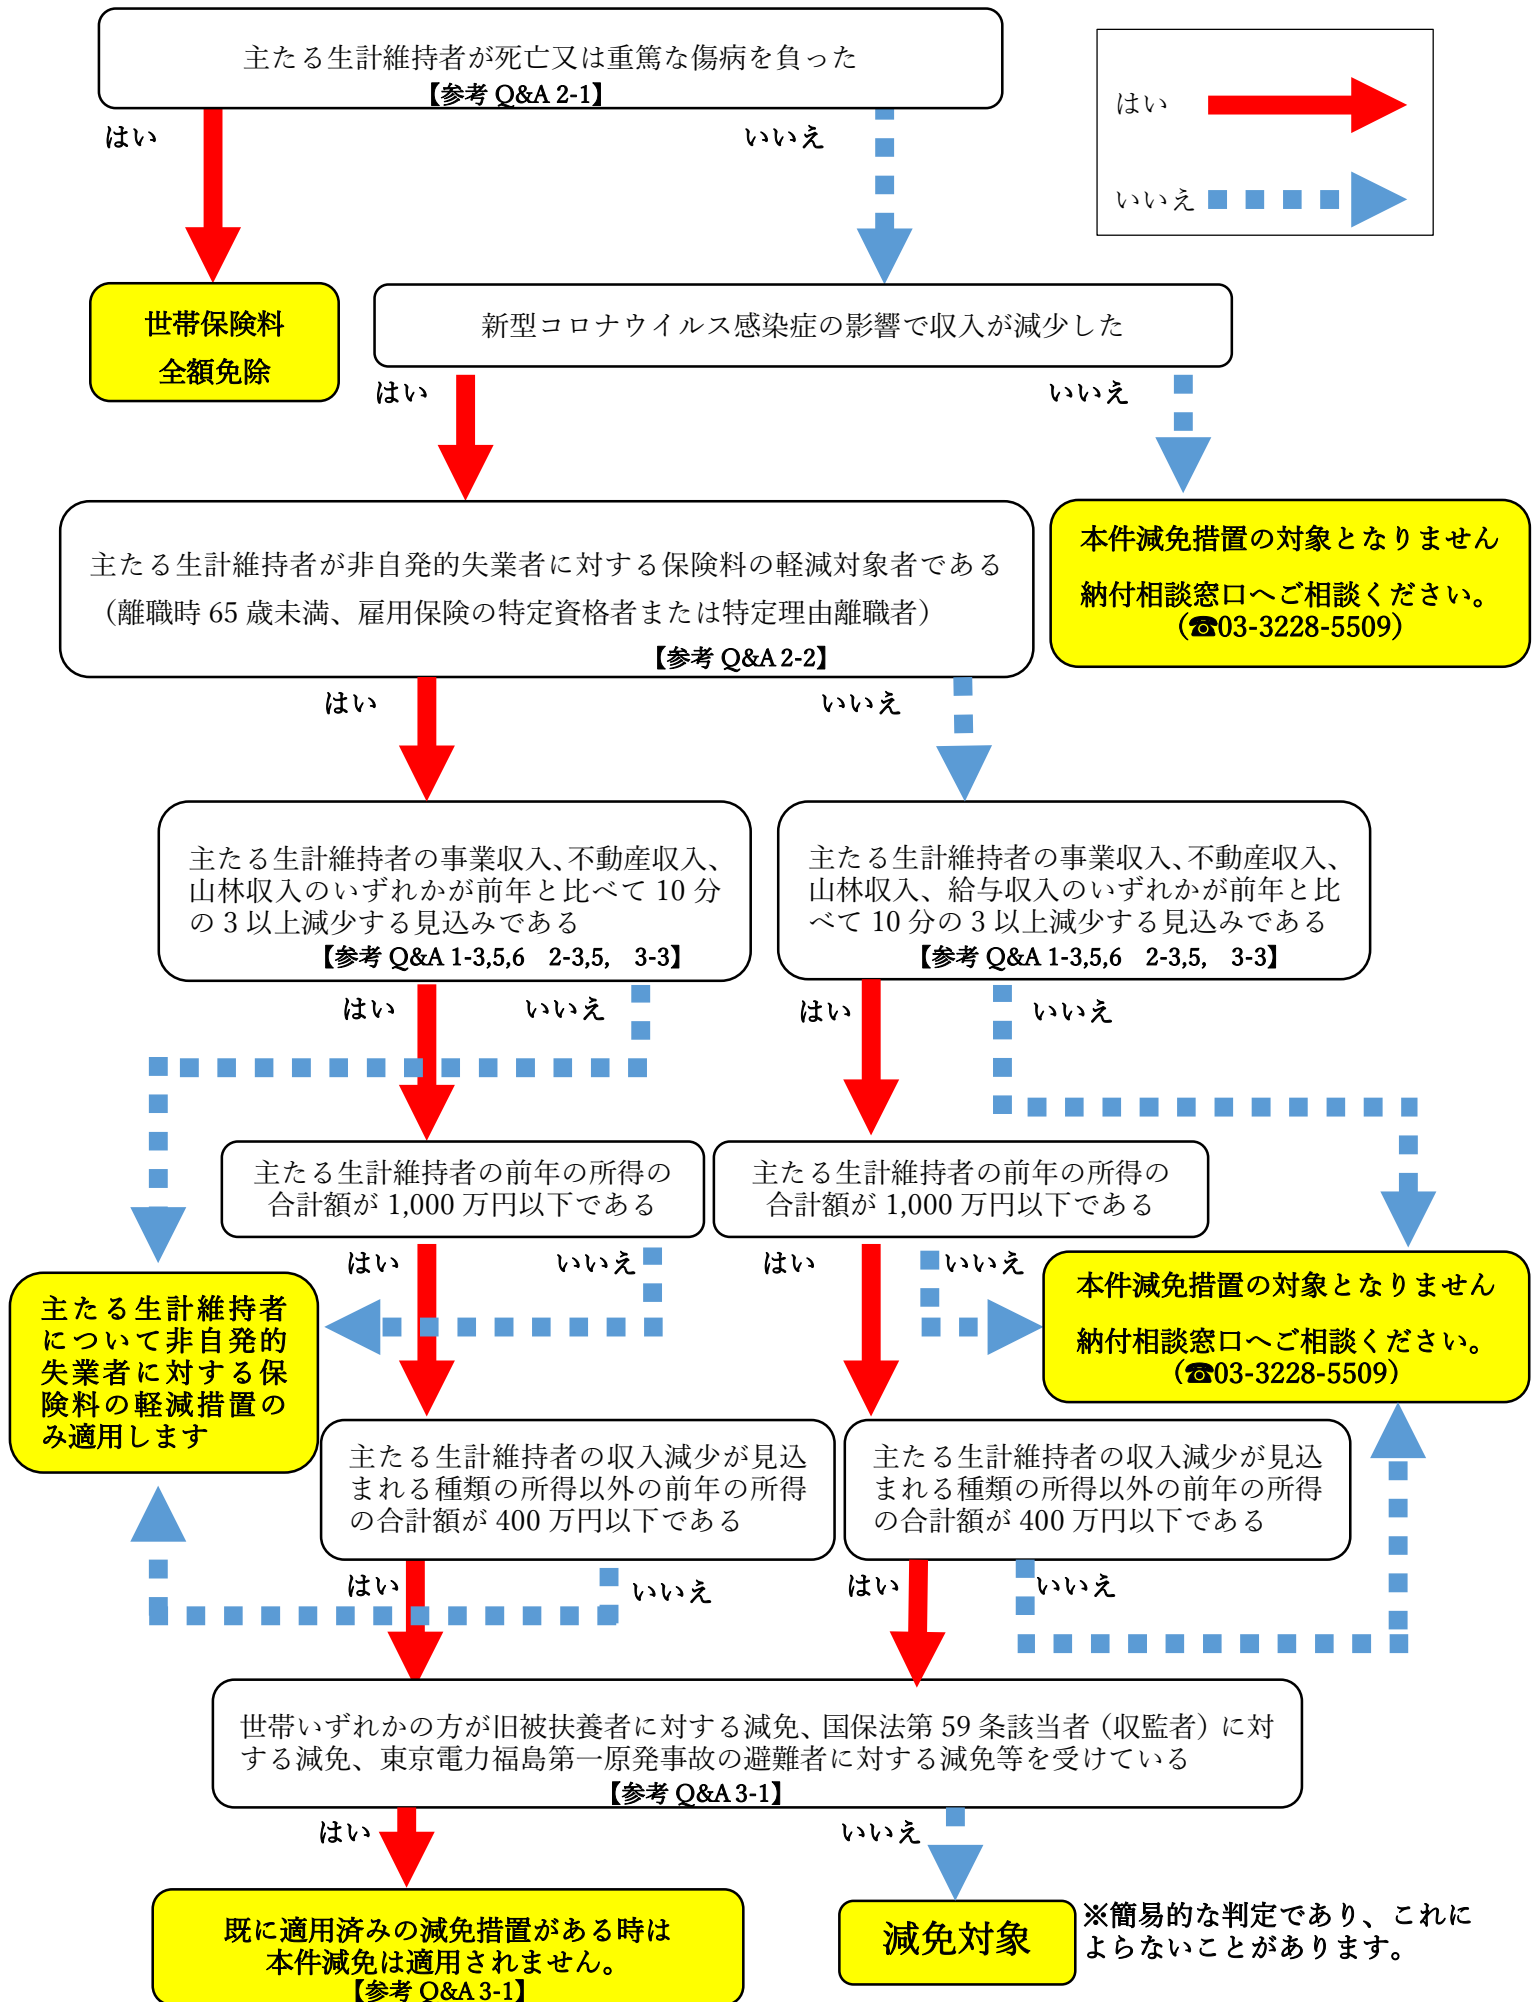 主たる生計維持者が死亡又は重篤な傷病を負った
【参考 Q&A 2-1】
はい
いいえ
はい
いいえ
世帯保険料
全額免除
新型コロナウイルス感染症の影響で収入が減少した
はい
いいえ
主たる生計維持者が非自発的失業者に対する保険料の軽減対象者である
（離職時 65 歳未満、雇用保険の特定資格者または特定理由離職者）
【参考 Q&A 2-2】
本件減免措置の対象となりません
納付相談窓口へご相談ください。
（☎03-3228-5509）
はい
いいえ
主たる生計維持者の事業収入、不動産収入、
山林収入のいずれかが前年と比べて 10 分
の 3 以上減少する見込みである
【参考 Q&A 1-3,5,6　2-3,5,　3-3】
主たる生計維持者の事業収入、不動産収入、
山林収入、給与収入のいずれかが前年と比
べて 10 分の 3 以上減少する見込みである
【参考 Q&A 1-3,5,6　2-3,5,　3-3】
はい
いいえ
はい
いいえ
主たる生計維持者の前年の所得の
合計額が 1,000 万円以下である
主たる生計維持者の前年の所得の
合計額が 1,000 万円以下である
はい
いいえ
はい
いいえ
主たる生計維持者
について非自発的
失業者に対する保
険料の軽減措置の
み適用します
本件減免措置の対象となりません
納付相談窓口へご相談ください。
（☎03-3228-5509）
主たる生計維持者の収入減少が見込
まれる種類の所得以外の前年の所得
の合計額が 400 万円以下である
主たる生計維持者の収入減少が見込
まれる種類の所得以外の前年の所得
の合計額が 400 万円以下である
はい
いいえ
はい
いいえ
世帯いずれかの方が旧被扶養者に対する減免、国保法第 59 条該当者（収監者）に対
する減免、東京電力福島第一原発事故の避難者に対する減免等を受けている
【参考 Q&A 3-1】
はい
いいえ
既に適用済みの減免措置がある時は
本件減免は適用されません。
【参考 Q&A 3-1】
減免対象
※簡易的な判定であり、これに
よらないことがあります。